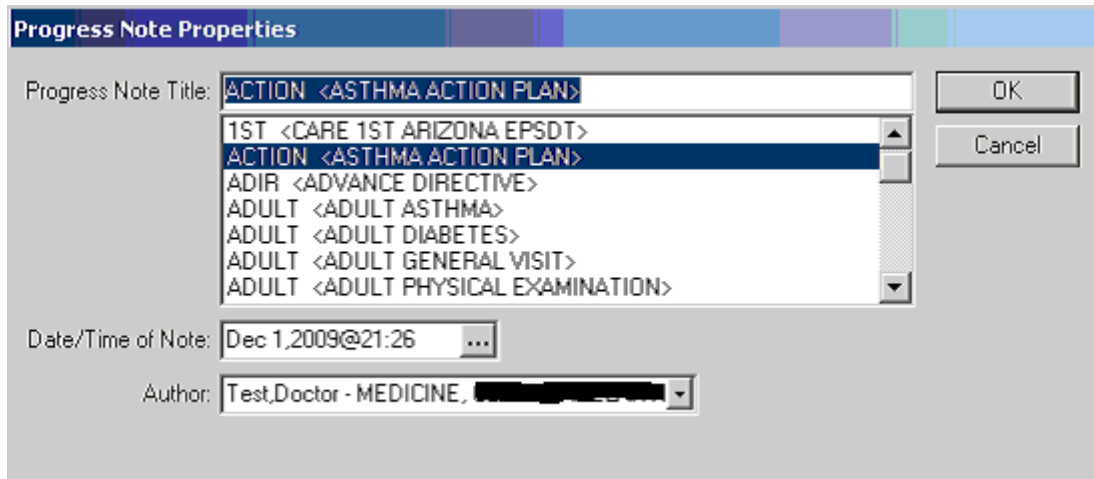 Progress Note Properties
Progress Note Title: ACTION <ASTHMA ACTION PLAN>
OK
1ST <CARE 1ST ARIZONA EPSDT>
Cancel
ACTION <ASTHMA ACTION PLAN>
ADIR <ADVANCE DIRECTIVE>
ADULT <ADULT ASTHMA>
ADULT <ADULT DIABETES>
ADULT <ADULT GENERAL VISIT>
ADULT <ADULT PHYSICAL EXAMINATION>
Date/Time of Note: Dec 1,2009@21:26 ...
Author: Test,Doctor - MEDICINE,